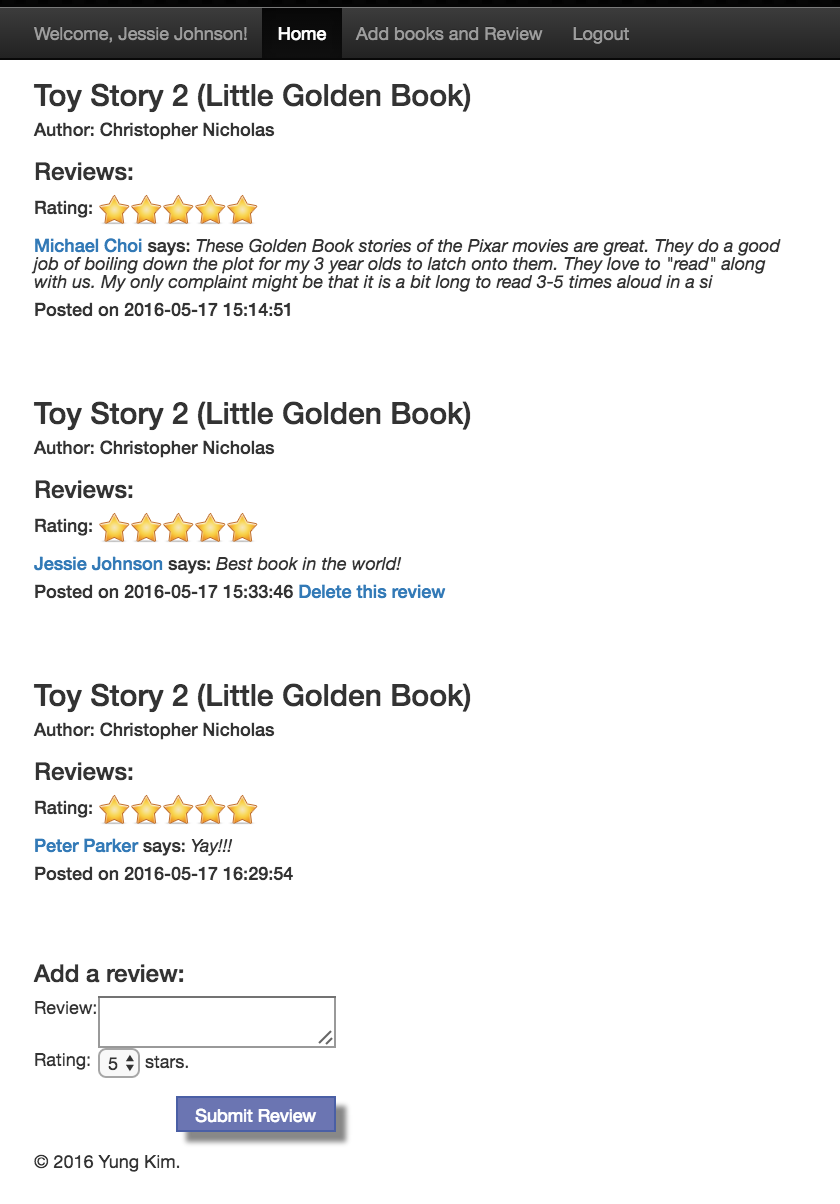 Welcome, Jessie Johnson! Home Add books and Review Logout
Toy Story 2 (Little Golden Book)
Author: Christopher Nicholas
Reviews:
Rating:
Michael Choi says: These Golden Book stories of the Pixar movies are great. They do a good
job of boiling down the plot for my 3 year olds to latch onto them. They love to "read" along
with us. My only complaint might be that it is a bit long to read 3-5 times aloud in a si
Posted on 2016-05-17 15:14:51
Toy Story 2 (Little Golden Book)
Author: Christopher Nicholas
Reviews:
Rating:
Jessie Johnson says: Best book in the world!
Posted on 2016-05-17 15:33:46 Delete this review
Toy Story 2 (Little Golden Book)
Author: Christopher Nicholas
Reviews:
Rating:
Peter Parker says: Yay!!!
Posted on 2016-05-17 16:29:54
Add a review:
Review:
Rating: 5 stars.
Submit Review
© 2016 Yung Kim.